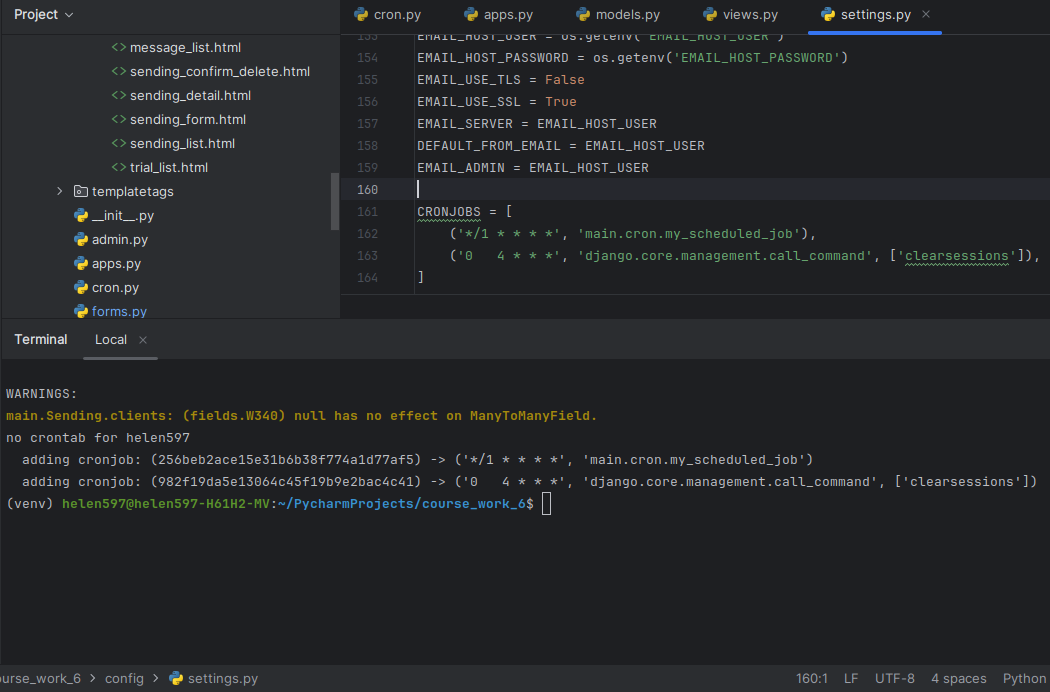 Project
cron.py
apps.py
models.py
views.py
settings.py
message_list.html
sending_confirm_delete.html
sending_detail.html
sending_form.html
sending_list.html
trial_list.html
templatetags
__init__.py
admin.py
apps.py
cron.py
forms.py
153 EMAIL_HOST_USER = os.getenv('EMAIL_HOST_USER')
154 EMAIL_HOST_PASSWORD = os.getenv('EMAIL_HOST_PASSWORD')
155 EMAIL_USE_TLS = False
156 EMAIL_USE_SSL = True
157 EMAIL_SERVER = EMAIL_HOST_USER
158 DEFAULT_FROM_EMAIL = EMAIL_HOST_USER
159 EMAIL_ADMIN = EMAIL_HOST_USER
160
161 CRONJOBS = [
162 ('*/1 * * * *', 'main.cron.my_scheduled_job'),
163 ('0   4 * * *', 'django.core.management.call_command', ['clearsessions']),
164 ]
Terminal
Local
WARNINGS:
main.Sending.clients: (fields.W340) null has no effect on ManyToManyField.
no crontab for helen597
adding cronjob: (256beb2ace15e31b6b38f774a1d77af5) -> ('*/1 * * * *', 'main.cron.my_scheduled_job')
adding cronjob: (982f19da5e13064c45f19b9e2bac4c41) -> ('0   4 * * *', 'django.core.management.call_command', ['clearsessions'])
(venv) helen597@helen597-H61H2-MV:~/PycharmProjects/course_work_6$
ourse_work_6 > config > settings.py
160:1 LF UTF-8 4 spaces Python